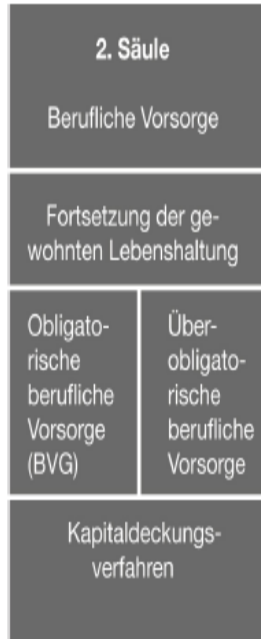 2. Säule
Berufliche Vorsorge
Fortsetzung der ge-
wohnten Lebenshaltung
Obligato-
rische
berufliche
Vorsorge
(BVG)
Über-
obligato-
rische
berufliche
Vorsorge
Kapitaldeckungs-
verfahren